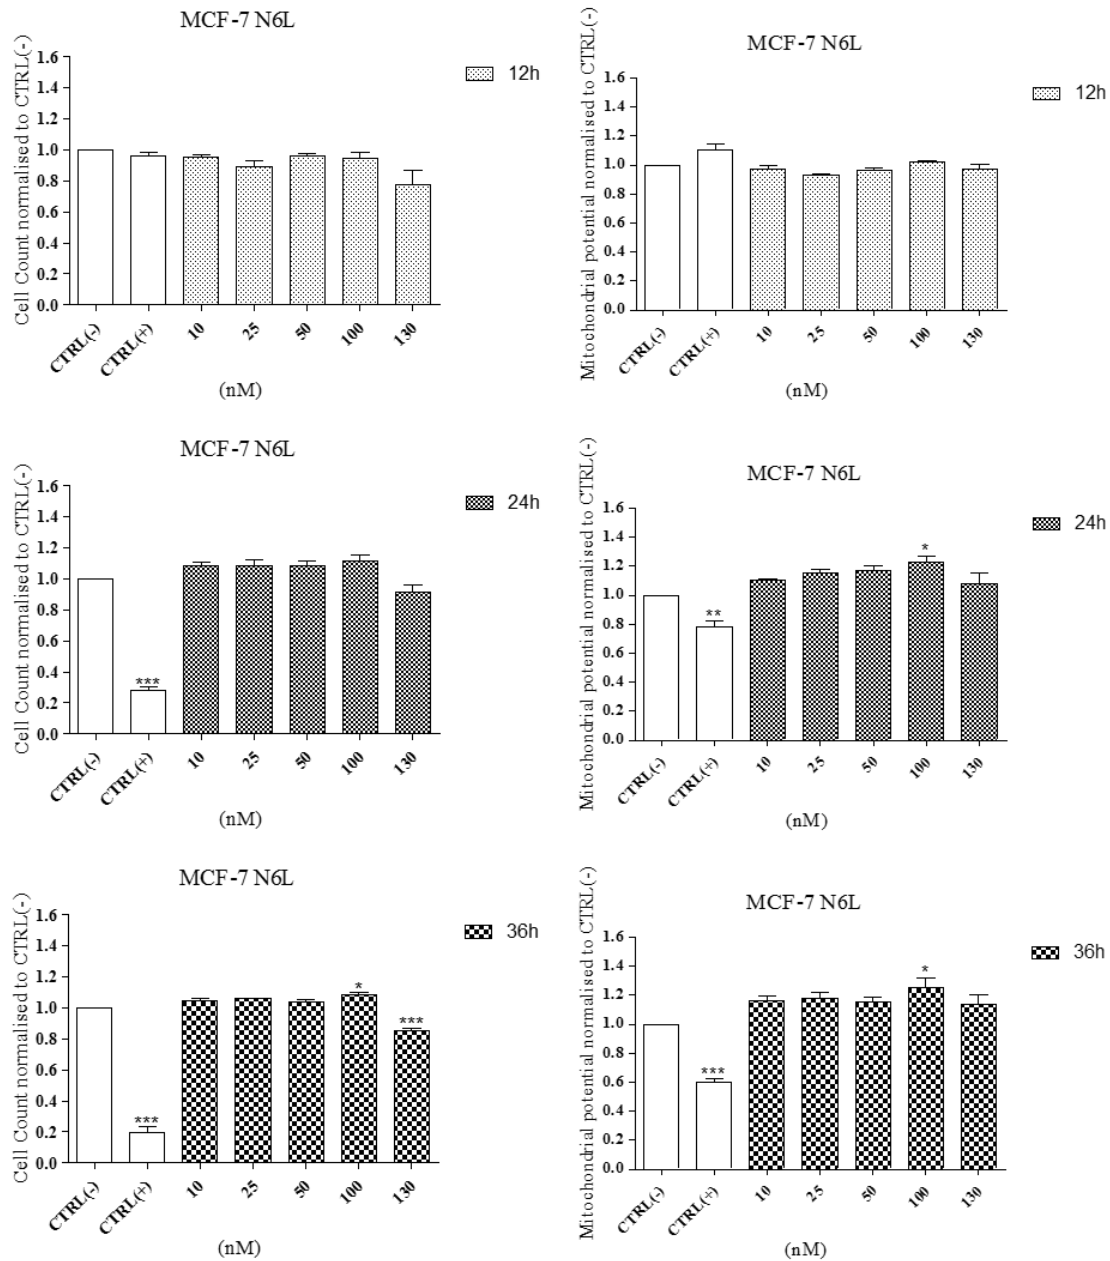 MCF-7 N6L
Cell Count normalised to CTRL(-)
1.6
1.4
1.2
1.0
0.8
0.6
0.4
0.2
0.0
CTRL(-) CTRL(+) 10 25 50 100 130
(nM)
12h
MCF-7 N6L
Mitochondrial potential normalised to CTRL(-)
1.6
1.4
1.2
1.0
0.8
0.6
0.4
0.2
0.0
CTRL(-) CTRL(+) 10 25 50 100 130
(nM)
12h
MCF-7 N6L
Cell Count normalised to CTRL(-)
1.6
1.4
1.2
1.0
0.8
0.6
0.4
0.2
0.0
***
CTRL(-) CTRL(+) 10 25 50 100 130
(nM)
24h
MCF-7 N6L
Mitochondrial potential normalised to CTRL(-)
1.6
1.4
1.2
1.0
0.8
0.6
0.4
0.2
0.0
** *
CTRL(-) CTRL(+) 10 25 50 100 130
(nM)
24h
MCF-7 N6L
Cell Count normalised to CTRL(-)
1.6
1.4
1.2
1.0
0.8
0.6
0.4
0.2
0.0
*** * ***
CTRL(-) CTRL(+) 10 25 50 100 130
(nM)
36h
MCF-7 N6L
Mitochondrial potential normalised to CTRL(-)
1.6
1.4
1.2
1.0
0.8
0.6
0.4
0.2
0.0
*** *
CTRL(-) CTRL(+) 10 25 50 100 130
(nM)
36h